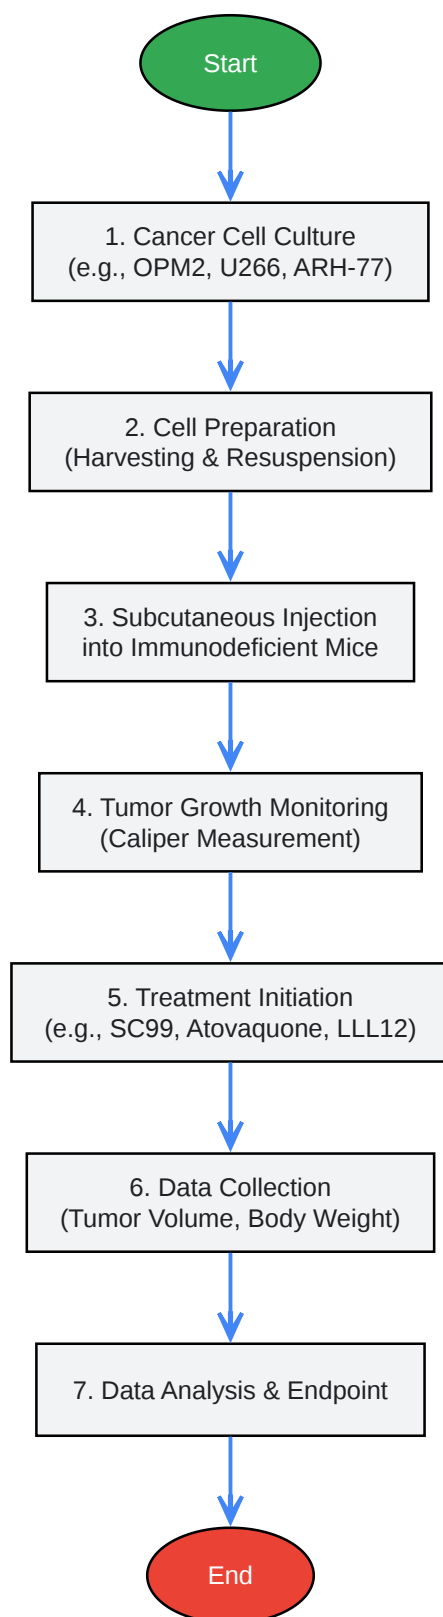 Start
1. Cancer Cell Culture
(e.g., OPM2, U266, ARH-77)
2. Cell Preparation
(Harvesting & Resuspension)
3. Subcutaneous Injection
into Immunodeficient Mice
4. Tumor Growth Monitoring
(Caliper Measurement)
5. Treatment Initiation
(e.g., SC99, Atovaquone, LLL12)
6. Data Collection
(Tumor Volume, Body Weight)
7. Data Analysis & Endpoint
End